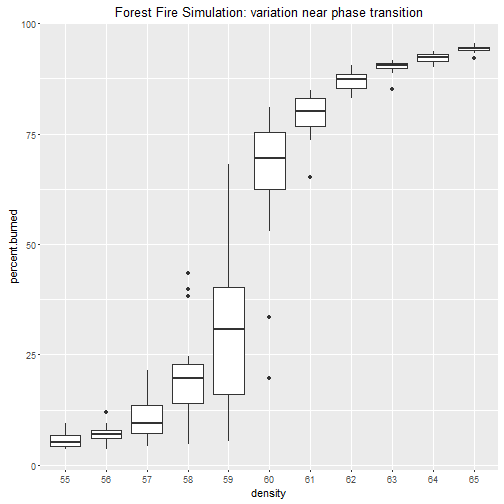 Forest Fire Simulation: variation near phase transition
100
75
50
25
0
percent.burned
55 56 57 58 59 60 61 62 63 64 65
density